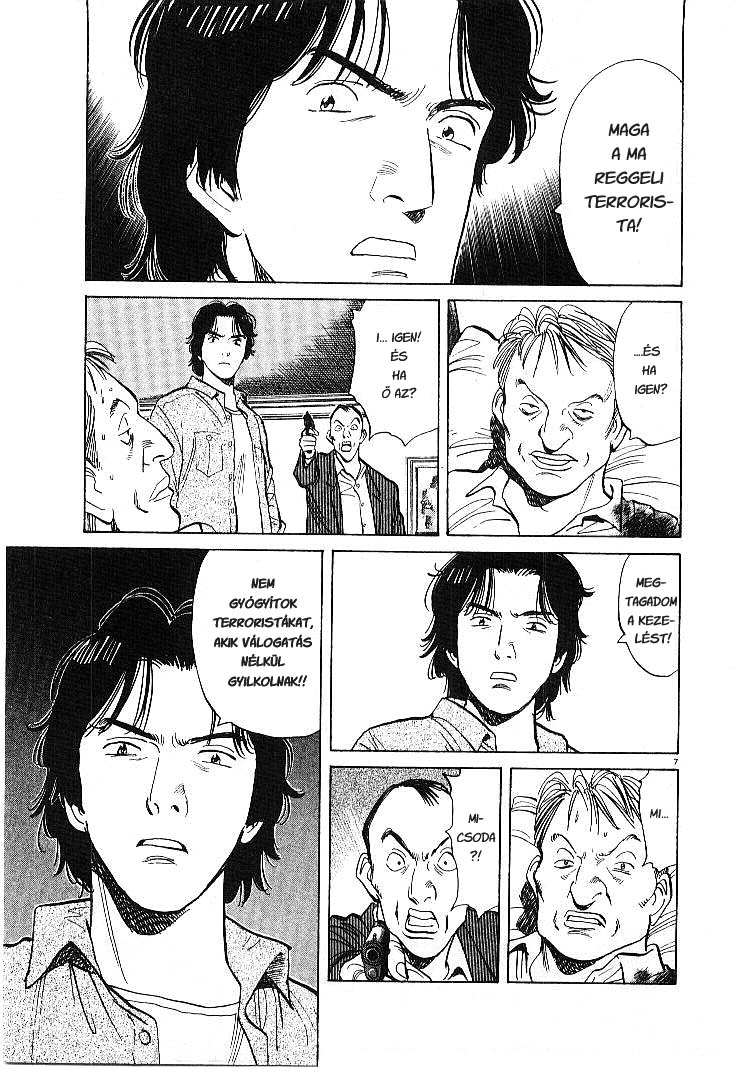 MAGA
A MA
REGGELI
TERRORIS-
TA!
....ÉS
HA
IGEN?
I... IGEN!
ÉS
HA
Ő AZ?
MEG-
TAGADOM
A KEZE-
LÉST!
NEM
GYÓGYÍTOK
TERRORISTÁKAT,
AKIK VÁLOGATÁS
NÉLKÜL
GYILKOLNAK!!
7
MI...
MI-
CSODA
?!